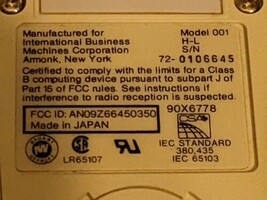 Manufactured for
International Business
Machines Corporation
Armonk, New York
Model 001
H-L
S/N
72-0106645
Certified to comply with the limits for a Class
B computing device pursuant to subpart J of
Part 15 of FCC rules. See instructions if
interference to radio reception is suspected.
FCC ID: AN09Z66450350
Made in JAPAN
90X6778
LR65107
IEC STANDARD
380,435
IEC 65103